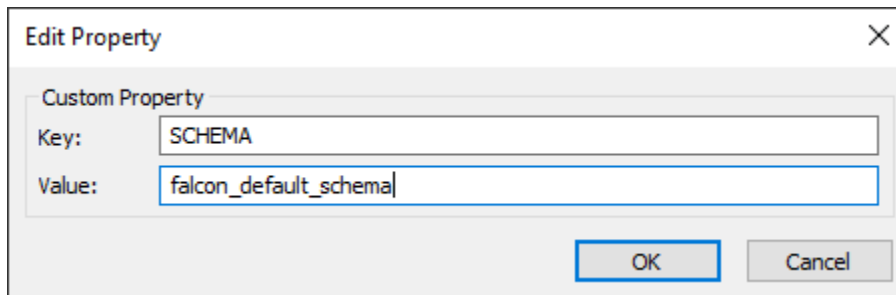 Edit Property
Custom Property
Key: SCHEMA
Value: falcon_default_schema
OK Cancel